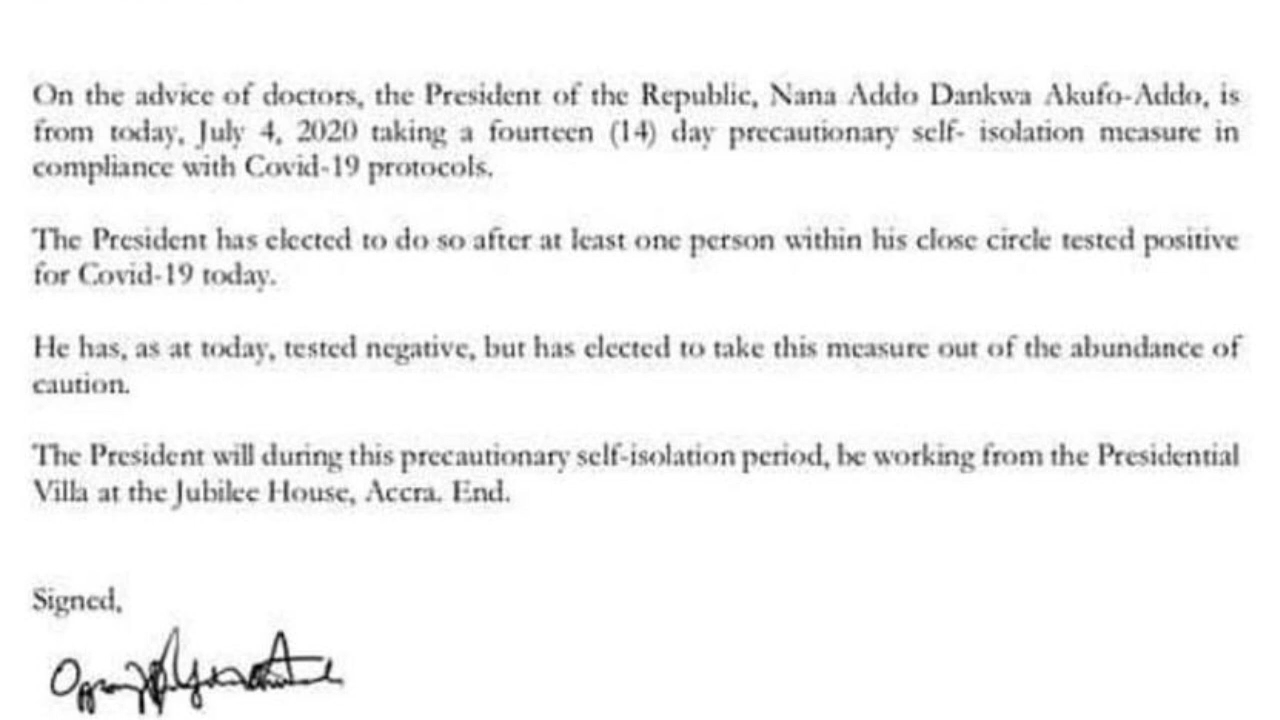 On the advice of doctors, the President of the Republic, Nana Addo Dankwa Akufo-Addo, is
from today, July 4, 2020 taking a fourteen (14) day precautionary self- isolation measure in
compliance with Covid-19 protocols.
The President has elected to do so after at least one person within his close circle tested positive
for Covid-19 today.
He has, as at today, tested negative, but has elected to take this measure out of the abundance of
caution.
The President will during this precautionary self-isolation period, be working from the Presidential
Villa at the Jubilee House, Accra. End.
Signed,